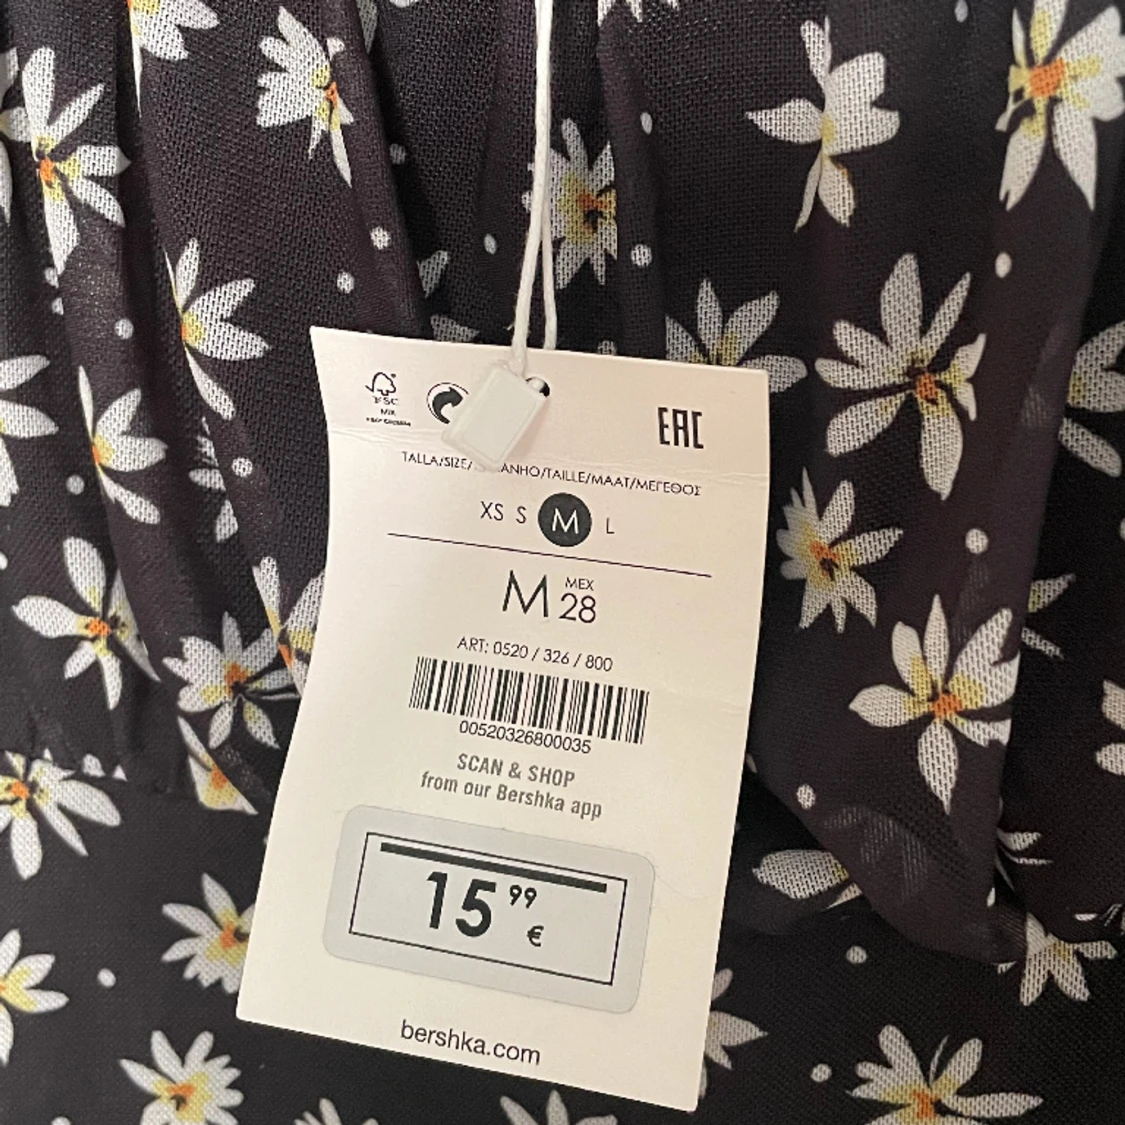 FSC
MIX
EAC
TALLA/SIZE/ ANHO/TAILLE/MAAT/ΜΕΓΕΘΟΣ
XS S M L
M MEX 28
ART: 0520 / 326 / 800
00520326800035
SCAN & SHOP
from our Bershka app
15 99 €
bershka.com